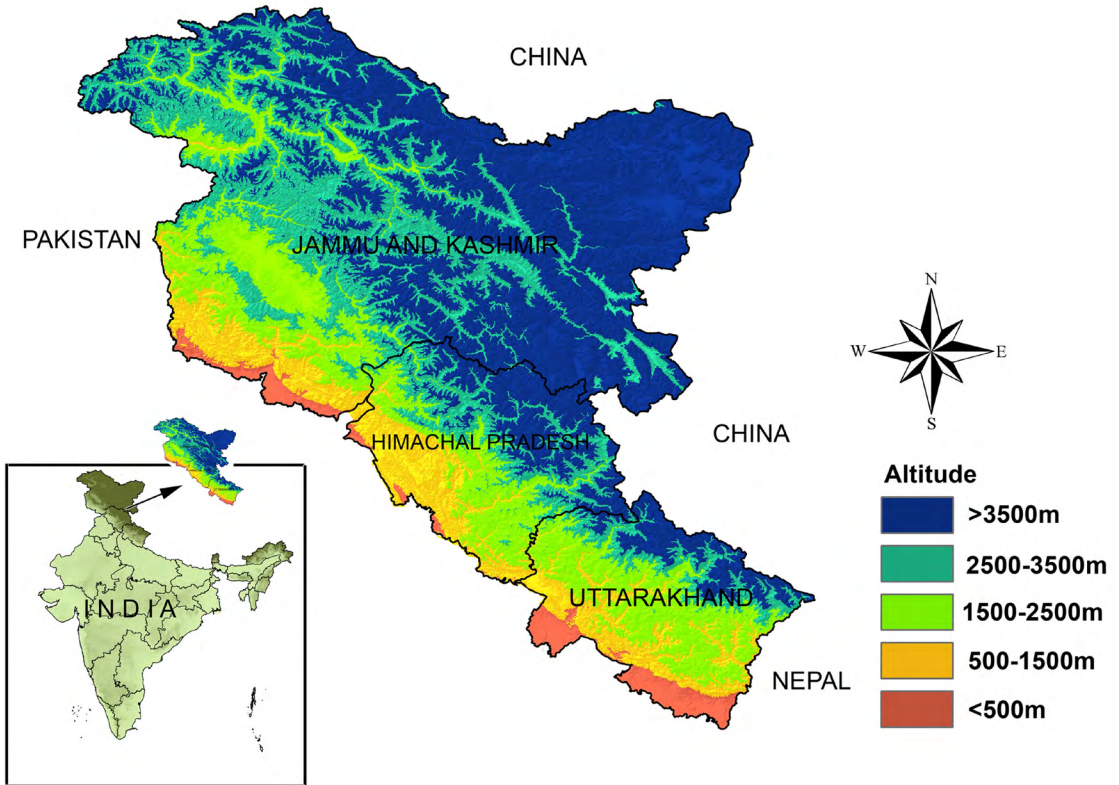 CHINA
PAKISTAN
JAMMU AND KASHMIR
N
W
E
S
HIMACHAL PRADESH
CHINA
Altitude
>3500m
2500-3500m
1500-2500m
500-1500m
<500m
UTTARAKHAND
NEPAL
INDIA